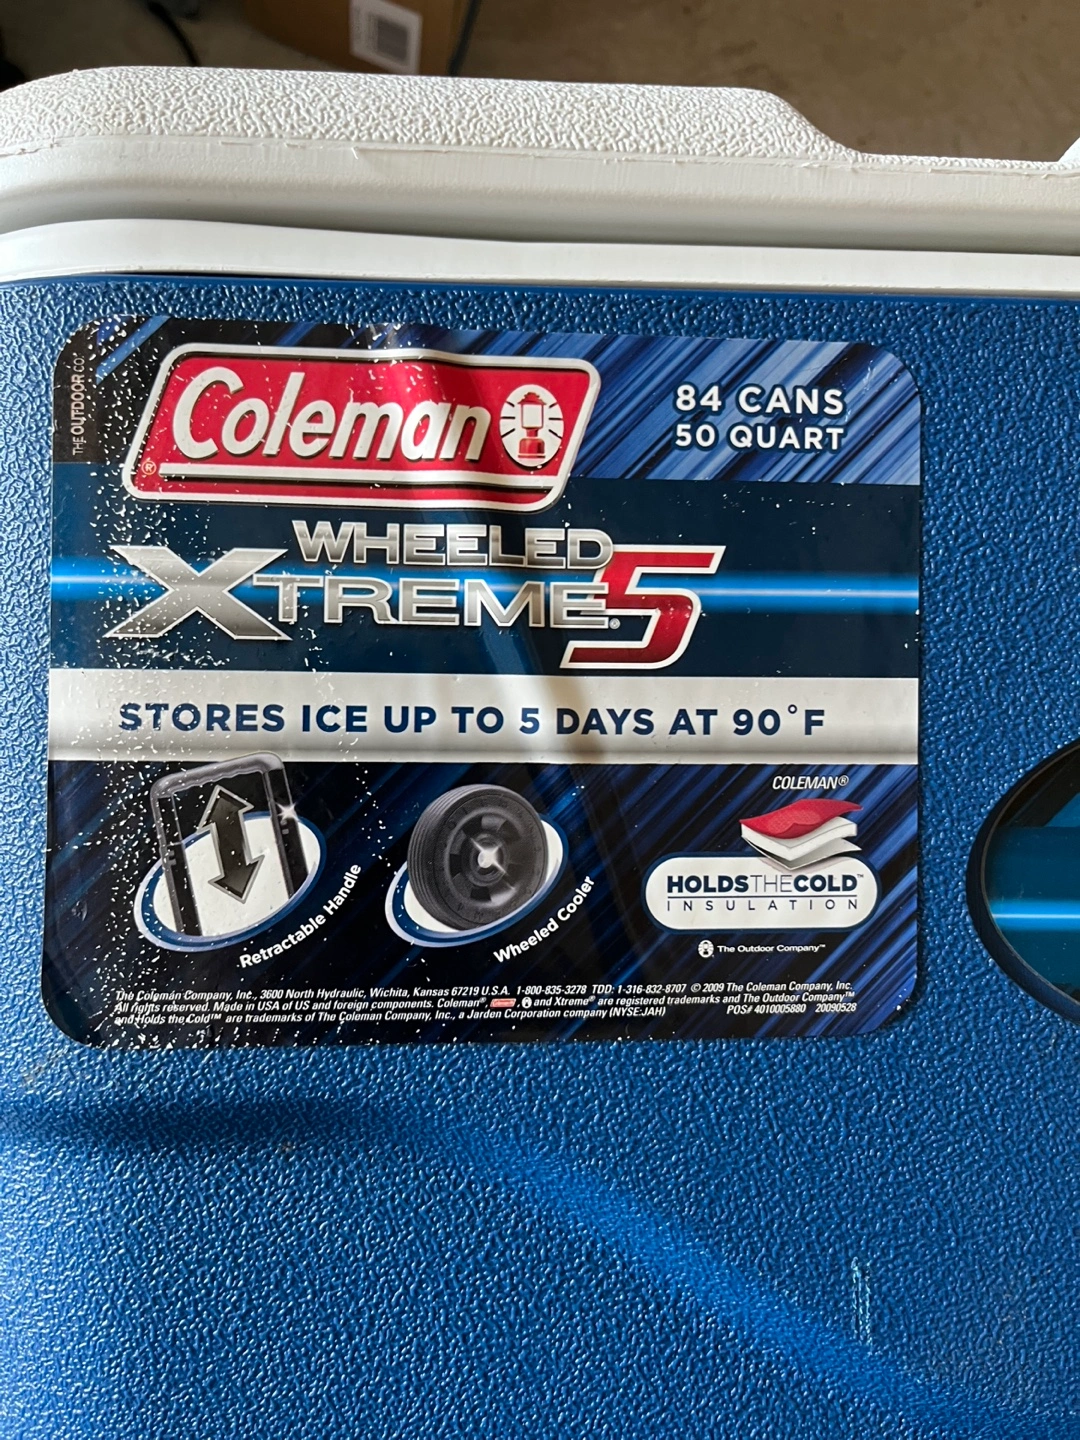 THE OUTDOOR CO.
Coleman®
84 CANS
50 QUART
WHEELED
XTREME® 5
STORES ICE UP TO 5 DAYS AT 90°F
Retractable Handle
Wheeled Cooler
COLEMAN®
HOLDSTHECOLD™
INSULATION
The Outdoor Company™
The Coleman Company, Inc., 3600 North Hydraulic, Wichita, Kansas 67219 U.S.A. 1-800-835-3278 TDD: 1-316-832-8707 © 2009 The Coleman Company, Inc.
All rights reserved. Made in USA of US and foreign components. Coleman®, Coleman, and Xtreme® are registered trademarks and The Outdoor Company™
and Holds the Cold™ are trademarks of The Coleman Company, Inc., a Jarden Corporation company (NYSE:JAH) POS# 4010005880 20090528